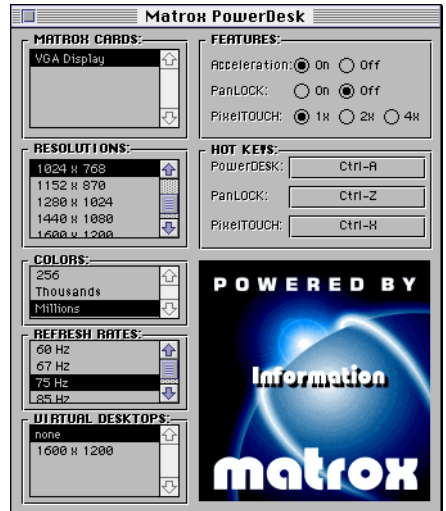 Matrox PowerDesk
MATROX CARDS:
VGA Display
RESOLUTIONS:
1024 x 768
1152 x 870
1280 x 1024
1440 x 1080
1600 x 1200
COLORS:
256
Thousands
Millions
REFRESH RATES:
60 Hz
67 Hz
75 Hz
85 Hz
VIRTUAL DESKTOPS:
none
1600 x 1200
FEATURES:
Acceleration: On Off
PanLOCK: On Off
PixelTOUCH: 1x 2x 4x
HOT KEYS:
PowerDESK: Ctrl-A
PanLOCK: Ctrl-Z
PixelTOUCH: Ctrl-X
POWERED BY
Information
matrox